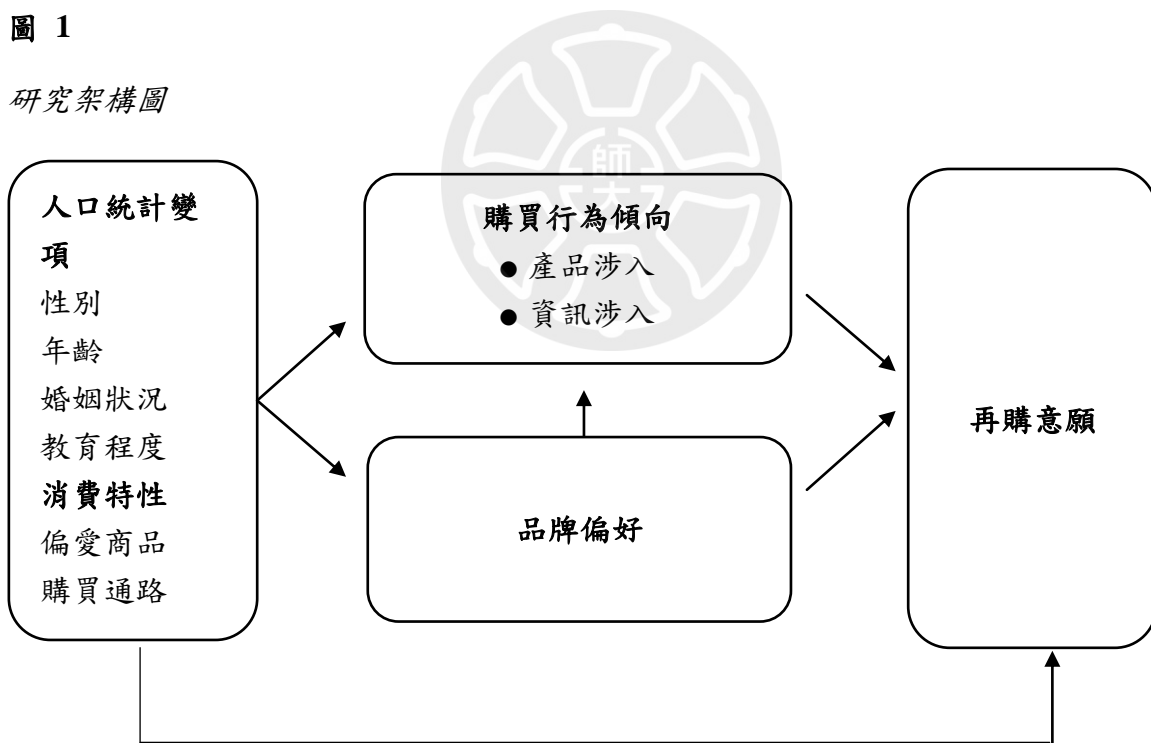 圖 1
研究架構圖
人口統計變
項
性別
年齡
婚姻狀況
教育程度
消費特性
偏愛商品
購買通路
師大
購買行為傾向
● 產品涉入
● 資訊涉入
品牌偏好
再購意願